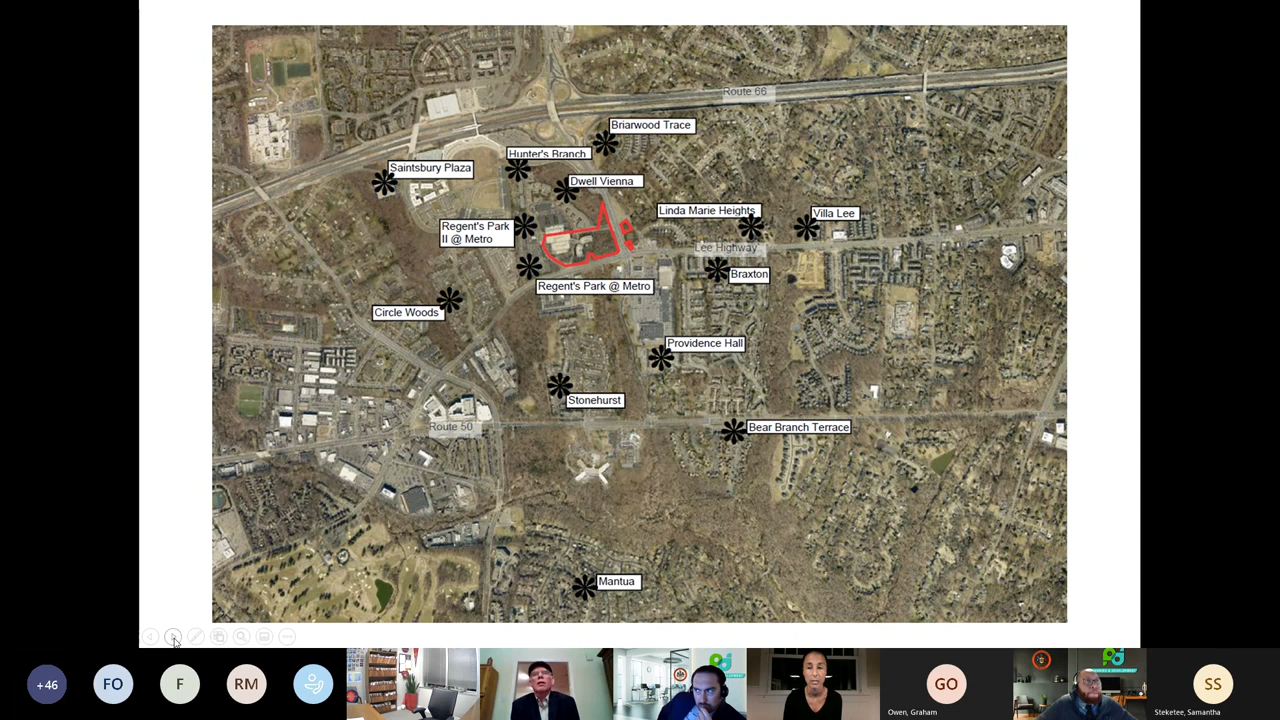 Route 66
Briarwood Trace
Hunter's Branch
Saintsbury Plaza
Dwell Vienna
Linda Marie Heights
Villa Lee
Regent's Park
II @ Metro
Lee Highway
Braxton
Regent's Park @ Metro
Circle Woods
Providence Hall
Stonehurst
Route 50
Bear Branch Terrace
Mantua
+46
FO
F
RM
GO
SS
Owen, Graham
Steketee, Samantha